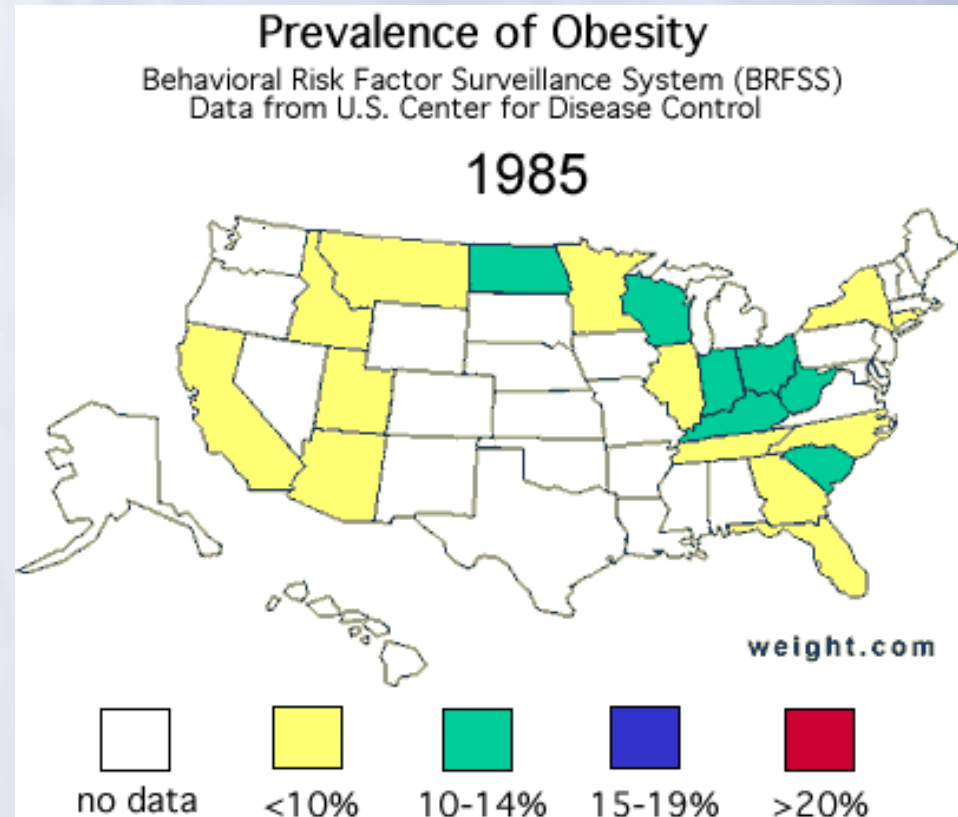 Prevalence of Obesity
Behavioral Risk Factor Surveillance System (BRFSS)
Data from U.S. Center for Disease Control
1985
weight.com
no data <10% 10-14% 15-19% >20%